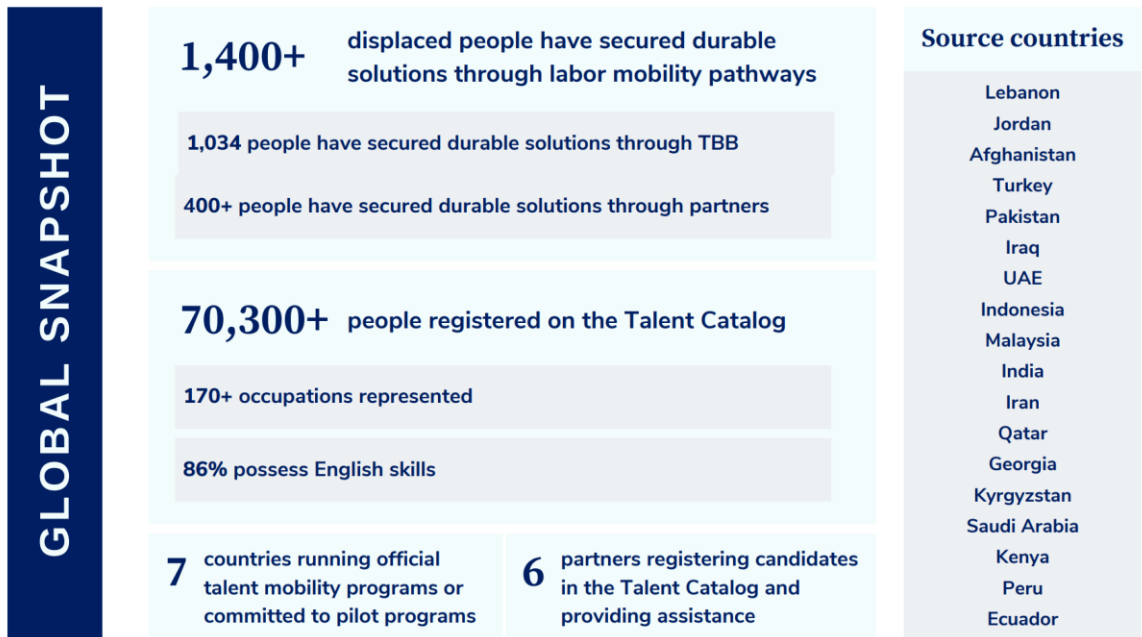 GLOBAL SNAPSHOT
1,400+
displaced people have secured durable
solutions through labor mobility pathways
1,034 people have secured durable solutions through TBB
400+ people have secured durable solutions through partners
70,300+ people registered on the Talent Catalog
170+ occupations represented
86% possess English skills
7
countries running official
talent mobility programs or
committed to pilot programs
6
partners registering candidates
in the Talent Catalog and
providing assistance
Source countries
Lebanon
Jordan
Afghanistan
Turkey
Pakistan
Iraq
UAE
Indonesia
Malaysia
India
Iran
Qatar
Georgia
Kyrgyzstan
Saudi Arabia
Kenya
Peru
Ecuador